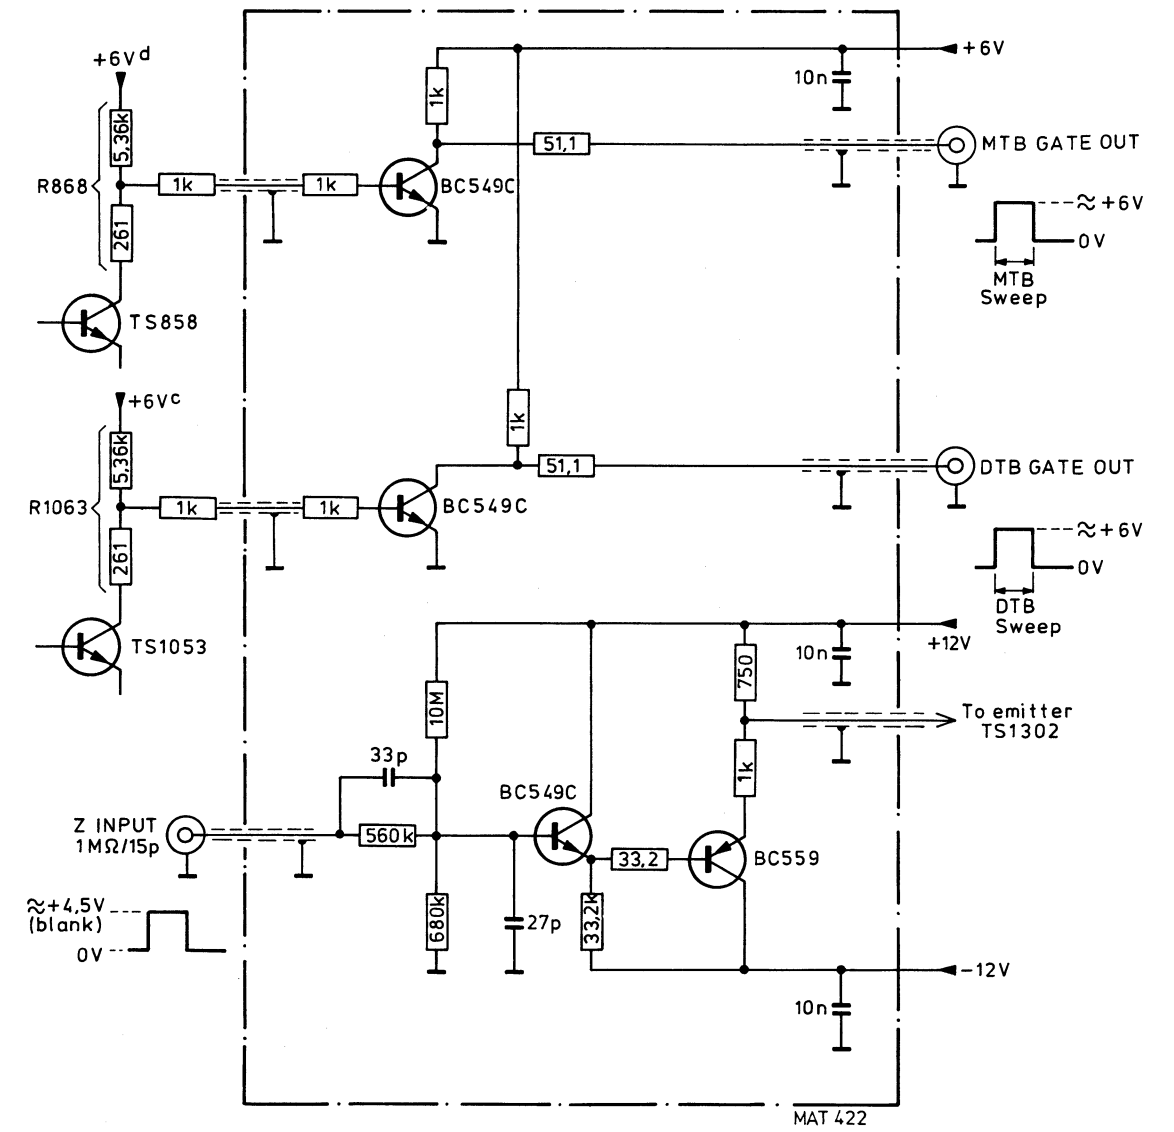 +6V
+6Vd
10n
1k
5,36k
51,1
MTB GATE OUT
R868
1k
1k
BC549C
≈+6V
261
0V
MTB
Sweep
TS858
+6Vc
1k
5,36k
51,1
DTB GATE OUT
R1063
1k
1k
BC549C
≈+6V
261
0V
DTB
Sweep
TS1053
+12V
10n
750
10M
To emitter
TS1302
33p
1k
BC549C
Z INPUT
1MΩ/15p
560k
33,2
BC559
≈+4,5V
(blank)
680k
27p
33,2k
0V
-12V
10n
MAT 422